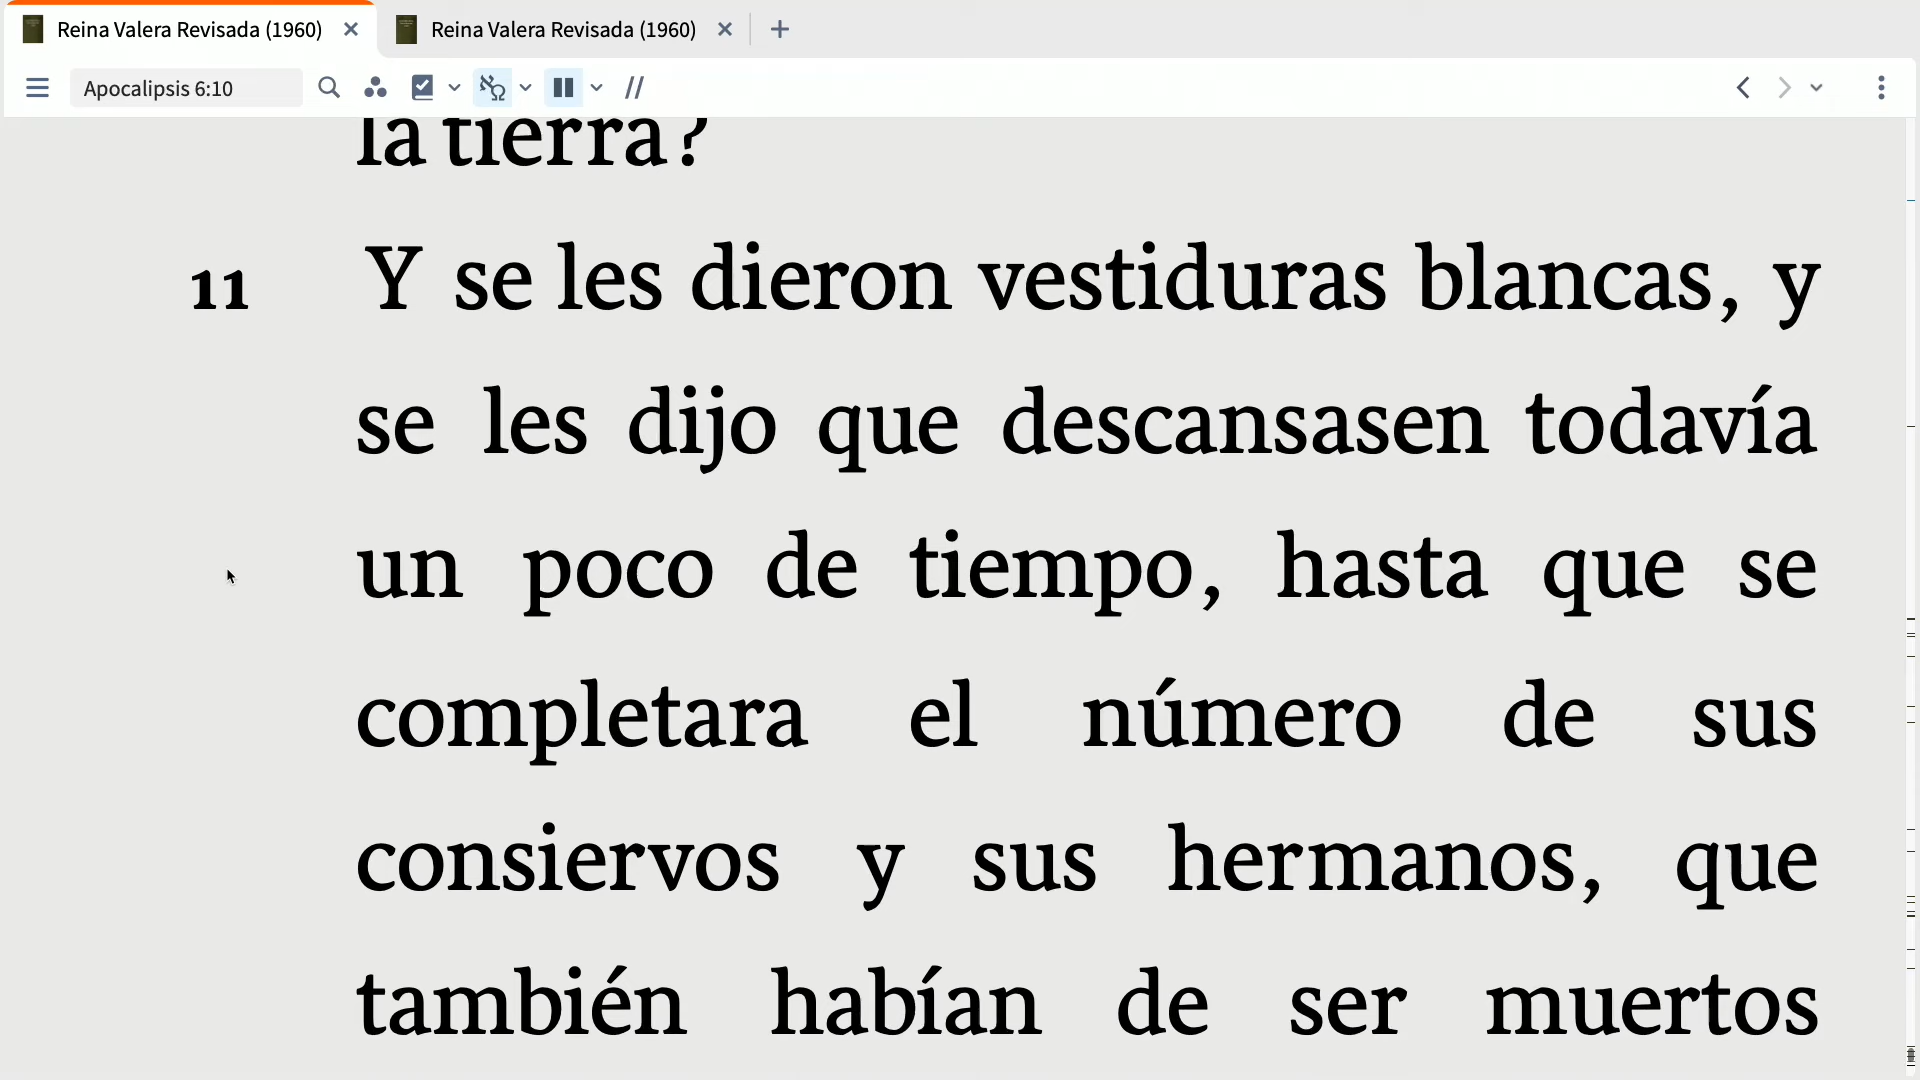 Reina Valera Revisada (1960)
Reina Valera Revisada (1960)
Apocalipsis 6:10
la tierra?
11 Y se les dieron vestiduras blancas, y
se les dijo que descansasen todavía
un poco de tiempo, hasta que se
completara el número de sus
consiervos y sus hermanos, que
también habían de ser muertos